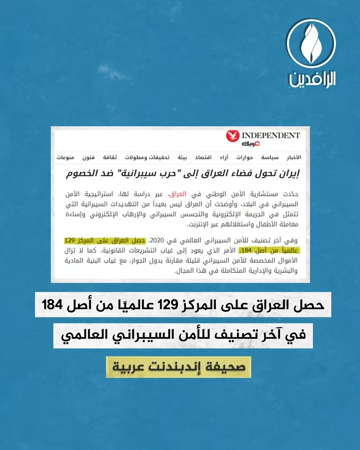 الرافدين
INDEPENDENT
عربية
الأخبار سياسة حوارات آراء اقتصاد بيئة تحقيقات ومطولات ثقافة فنون منوعات
إيران تحول فضاء العراق إلى "حرب سيبرانية" ضد الخصوم
حدّدت مستشارية الأمن الوطني في العراق، عبر دراسة لها، استراتيجية الأمن
السيبراني في البلاد، وأوضحت أن العراق ليس بعيداً من التهديدات السيبرانية التي
تتمثل في الجريمة الإلكترونية والتجسس السيبراني والإرهاب الإلكتروني وإساءة
معاملة الأطفال واستغلالهم عبر الإنترنت.
وفي آخر تصنيف للأمن السيبراني العالمي في 2020، حصل العراق على المركز 129
عالمياً من أصل 184، الأمر الذي يعود إلى غياب التشريعات القانونية، كما لا تزال
الأموال المخصصة للأمن السيبراني قليلة مقارنة بدول الجوار، مع غياب البنية المادية
والبشرية والإدارية المتكاملة في هذا المجال.
حصل العراق على المركز 129 عالميًا من أصل 184
في آخر تصنيف للأمن السيبراني العالمي
صحيفة إندبندنت عربية